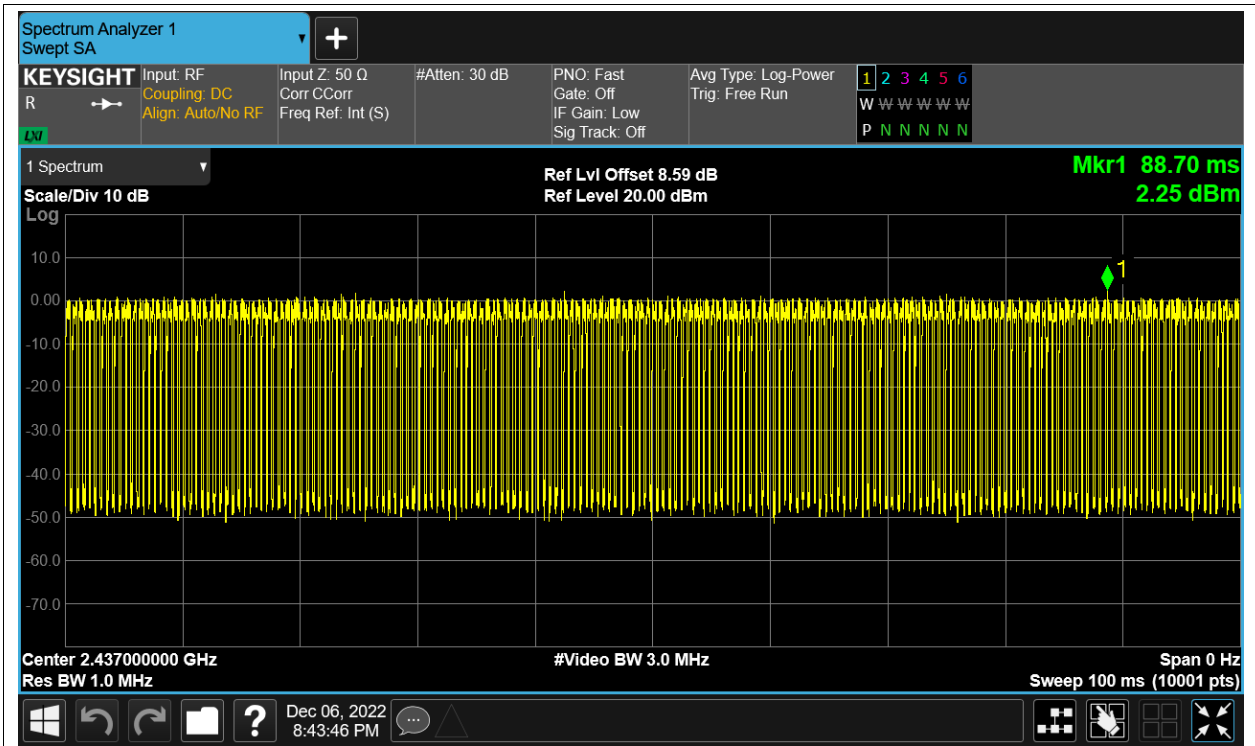 Spectrum Analyzer 1
Swept SA
KEYSIGHT
R
LXI
Input: RF
Coupling: DC
Align: Auto/No RF
Input Z: 50 Ω
Corr CCorr
Freq Ref: Int (S)
#Atten: 30 dB
PNO: Fast
Gate: Off
IF Gain: Low
Sig Track: Off
Avg Type: Log-Power
Trig: Free Run
1 2 3 4 5 6
W W W W W W
P N N N N N
1 Spectrum
Scale/Div 10 dB
Log
Ref Lvl Offset 8.59 dB
Ref Level 20.00 dBm
Mkr1 88.70 ms
2.25 dBm
1
10.0
0.00
-10.0
-20.0
-30.0
-40.0
-50.0
-60.0
-70.0
Center 2.437000000 GHz
Res BW 1.0 MHz
#Video BW 3.0 MHz
Span 0 Hz
Sweep 100 ms (10001 pts)
?
Dec 06, 2022
8:43:46 PM